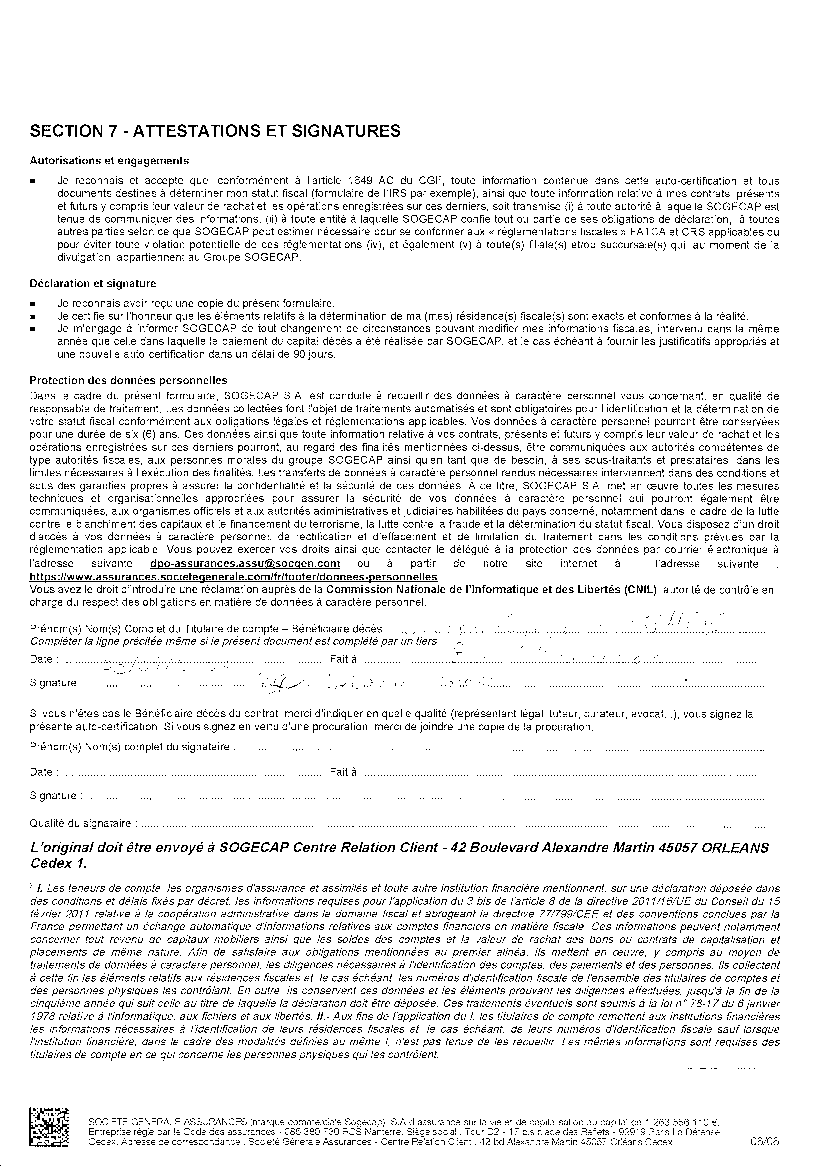 SECTION 7 - ATTESTATIONS ET SIGNATURES
Autorisations et engagements
Je reconnais et accepte que, conformément à l'article 1649 AC du CGI², toute information contenue dans cette auto-certification et tous
documents destinés à déterminer mon statut fiscal (formulaire de l'IRS par exemple), ainsi que toute information relative à mes contrats, présents
et futurs y compris leur valeur de rachat et les opérations enregistrées sur ces derniers, soit transmise (i) à toute autorité à laquelle SOGECAP est
tenue de communiquer des informations, (ii) à toute entité à laquelle SOGECAP confie tout ou partie de ses obligations de déclaration, à toutes
autres parties selon ce que SOGECAP peut estimer nécessaire pour se conformer aux « réglementations fiscales » FATCA et CRS applicables ou
pour éviter toute violation potentielle de ces réglementations (iv), et également (v) à toute(s) filiale(s) et/ou succursale(s) qui, au moment de la
divulgation, appartiennent au Groupe SOGECAP.
Déclaration et signature
Je reconnais avoir reçu une copie du présent formulaire.
Je certifie sur l'honneur que les éléments relatifs à la détermination de ma (mes) résidence(s) fiscale(s) sont exacts et conformes à la réalité.
Je m'engage à informer SOGECAP de tout changement de circonstances pouvant modifier mes informations fiscales, intervenu dans la même
année que celle dans laquelle le paiement du capital décès a été réalisée par SOGECAP, et le cas échéant à fournir les justificatifs appropriés et
une nouvelle auto certification dans un délai de 90 jours.
Protection des données personnelles
Dans le cadre du présent formulaire, SOGECAP S.A. est conduite à recueillir des données à caractère personnel vous concernant, en qualité de
responsable de traitement. Les données collectées font l'objet de traitements automatisés et sont obligatoires pour l'identification et la détermination de
votre statut fiscal conformément aux obligations légales et réglementations applicables. Vos données à caractère personnel pourront être conservées
pour une durée de six (6) ans. Ces données ainsi que toute information relative à vos contrats, présents et futurs y compris leur valeur de rachat et les
opérations enregistrées sur ces derniers pourront, au regard des finalités mentionnées ci-dessus, être communiquées aux autorités compétentes de
type autorités fiscales, aux personnes morales du groupe SOGECAP ainsi qu'en tant que de besoin, à ses sous-traitants et prestataires, dans les
limites nécessaires à l'exécution des finalités. Les transferts de données à caractère personnel rendus nécessaires interviennent dans des conditions et
sous des garanties propres à assurer la confidentialité et la sécurité de ces données. À ce titre, SOGECAP S.A. met en œuvre toutes les mesures
techniques et organisationnelles appropriées pour assurer la sécurité de vos données à caractère personnel qui pourront également être
communiquées, aux organismes officiels et aux autorités administratives et judiciaires habilitées du pays concerné, notamment dans le cadre de la lutte
contre le blanchiment des capitaux et le financement du terrorisme, la lutte contre la fraude et la détermination du statut fiscal. Vous disposez d'un droit
d'accès à vos données à caractère personnel, de rectification et d'effacement et de limitation du traitement dans les conditions prévues par la
réglementation applicable. Vous pouvez exercer vos droits ainsi que contacter le délégué à la protection des données par courrier électronique à
l'adresse suivante dpo-assurances.assu@socgen.com ou à partir de notre site internet à l'adresse suivante :
https://www.assurances.societegenerale.com/fr/footer/donnees-personnelles
Vous avez le droit d'introduire une réclamation auprès de la Commission Nationale de l'Informatique et des Libertés (CNIL), autorité de contrôle en
charge du respect des obligations en matière de données à caractère personnel.
Prénom(s) Nom(s) Complet du Titulaire de compte – Bénéficiaire décès
Compléter la ligne précitée même si le présent document est complété par un tiers
Date : Fait à
Signature
Si vous n'êtes pas le Bénéficiaire décès du contrat, merci d'indiquer en quelle qualité (représentant légal, tuteur, curateur, avocat...), vous signez la
présente auto-certification. Si vous signez en vertu d'une procuration, merci de joindre une copie de la procuration.
Prénom(s) Nom(s) complet du signataire :
Date : Fait à
Signature :
Qualité du signataire :
L'original doit être envoyé à SOGECAP Centre Relation Client - 42 Boulevard Alexandre Martin 45057 ORLEANS
Cedex 1.
² I. Les teneurs de compte, les organismes d'assurance et assimilés et toute autre institution financière mentionnent, sur une déclaration déposée dans
des conditions et délais fixés par décret, les informations requises pour l'application du 3 bis de l'article 8 de la directive 2011/16/UE du Conseil du 15
février 2011 relative à la coopération administrative dans le domaine fiscal et abrogeant la directive 77/799/CEE et des conventions conclues par la
France permettant un échange automatique d'informations relatives aux comptes financiers en matière fiscale. Ces informations peuvent notamment
concerner tout revenu de capitaux mobiliers ainsi que les soldes des comptes et la valeur de rachat des bons ou contrats de capitalisation et
placements de même nature. Afin de satisfaire aux obligations mentionnées au premier alinéa, ils mettent en œuvre, y compris au moyen de
traitements de données à caractère personnel, les diligences nécessaires à l'identification des comptes, des paiements et des personnes. Ils collectent
à cette fin les éléments relatifs aux résidences fiscales et, le cas échéant, les numéros d'identification fiscale de l'ensemble des titulaires de comptes et
des personnes physiques les contrôlant. En outre, ils conservent ces données et les éléments prouvant les diligences effectuées, jusqu'à la fin de la
cinquième année qui suit celle au titre de laquelle la déclaration doit être déposée. Ces traitements éventuels sont soumis à la loi n° 78-17 du 6 janvier
1978 relative à l'informatique, aux fichiers et aux libertés. II.- Aux fins de l'application du I, les titulaires de compte remettent aux institutions financières
les informations nécessaires à l'identification de leurs résidences fiscales et, le cas échéant, de leurs numéros d'identification fiscale sauf lorsque
l'institution financière, dans le cadre des modalités définies au même I, n'est pas tenue de les recueillir. Les mêmes informations sont requises des
titulaires de compte en ce qui concerne les personnes physiques qui les contrôlent.
SOCIETE GENERALE ASSURANCES (marque commerciale Sogecap). S.A d'assurance sur la vie et de capitalisation au capital de 1 263 556 110 €.
Entreprise régie par le Code des assurances - 086 380 730 RCS Nanterre. Siège social : Tour D2 - 17 bis place des Reflets - 92919 Paris La Défense
Cedex. Adresse de correspondance : Société Générale Assurances - Centre Relation Client - 42 bd Alexandre Martin 45057 Orléans Cedex
06/06